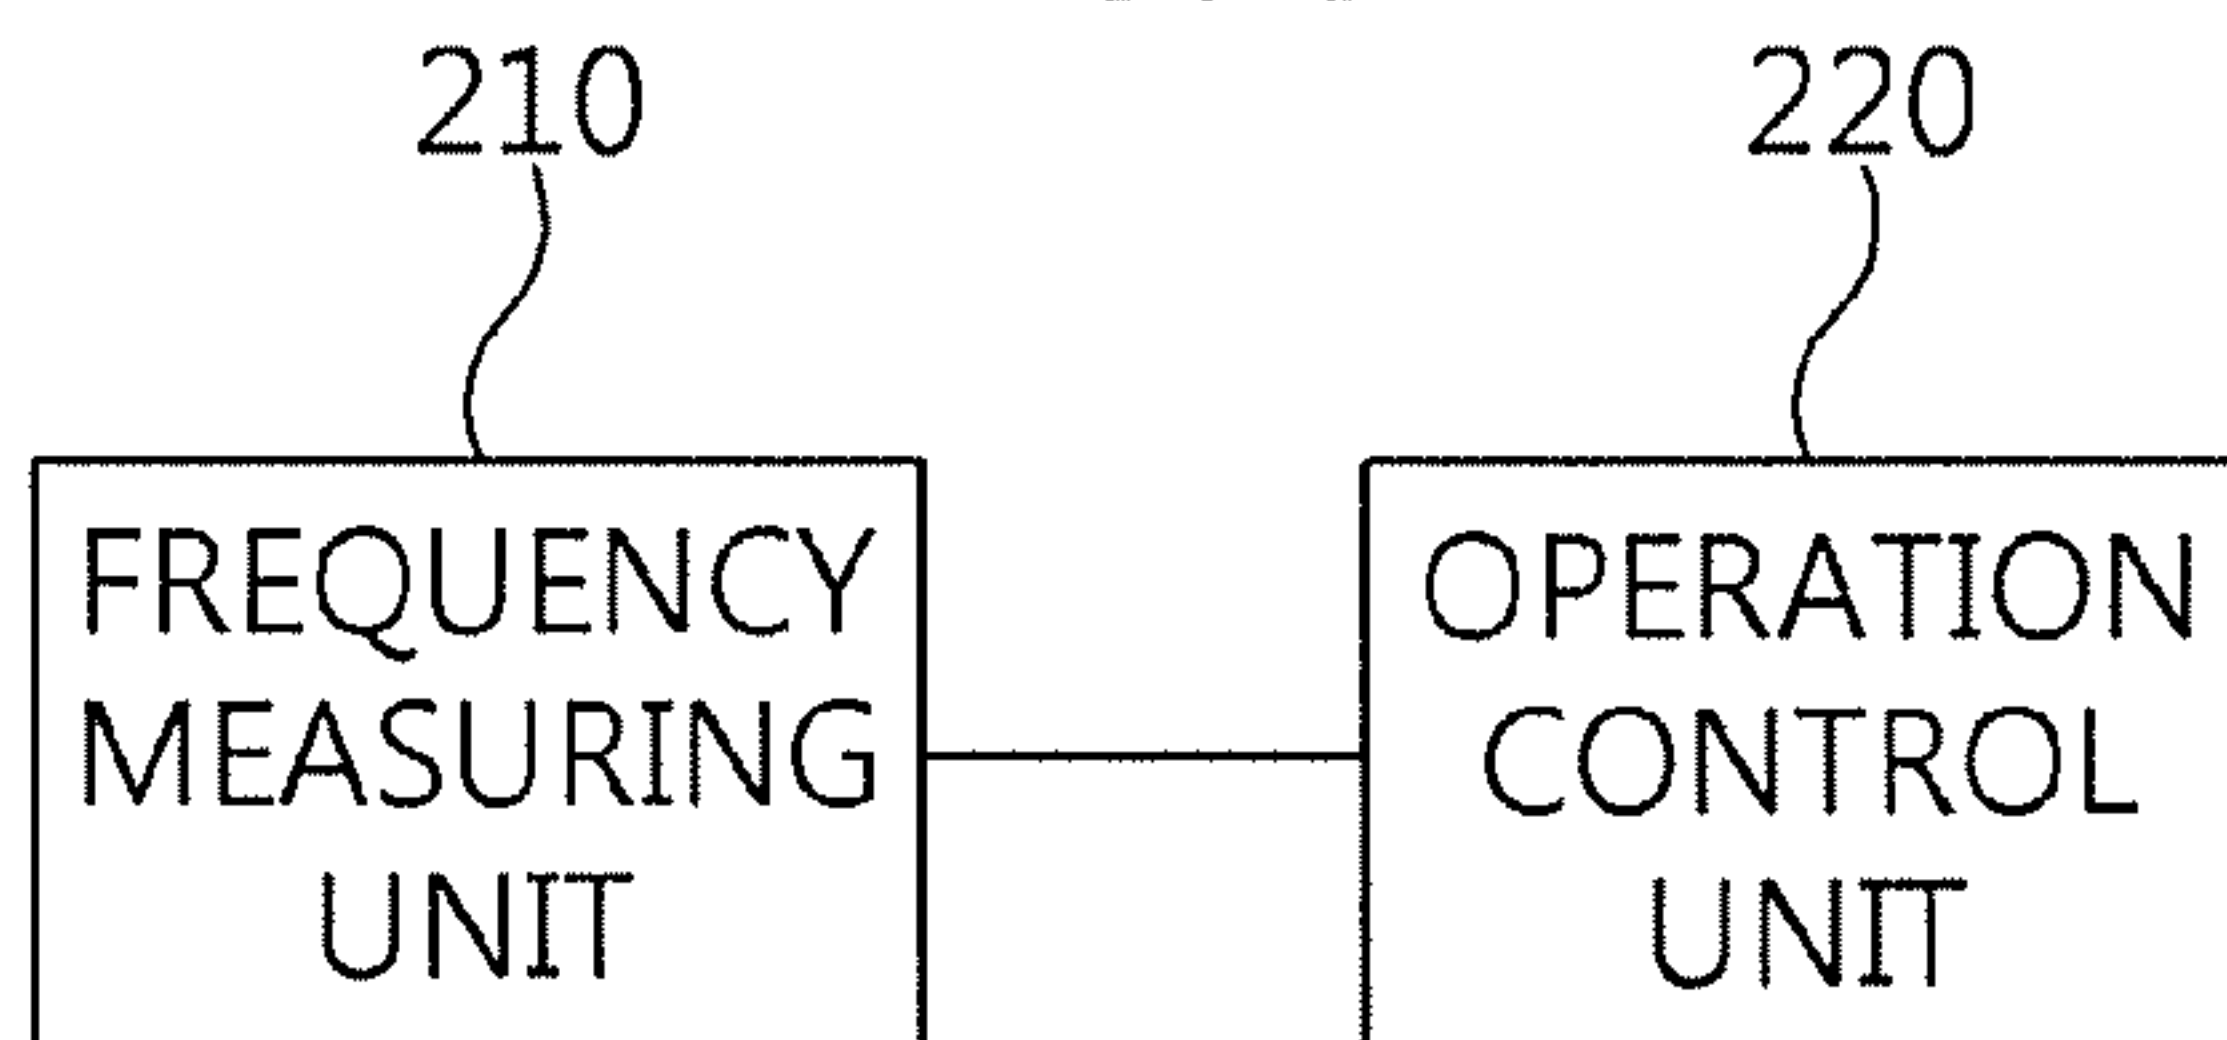 210
220
FREQUENCY
MEASURING
UNIT
OPERATION
CONTROL
UNIT